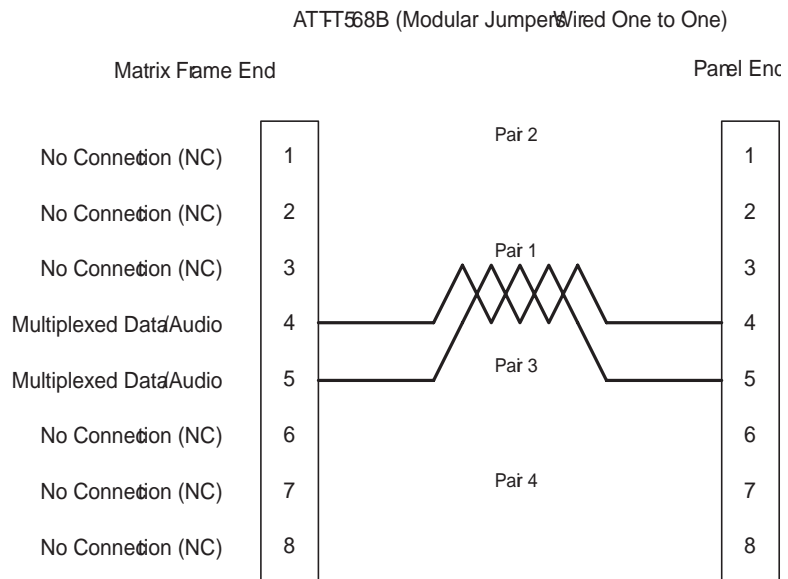 ATT-T568B (Modular Jumpers Wired One to One)
Matrix Frame End
Panel End
Pair 2
No Connection (NC) 1 1
No Connection (NC) 2 2
Pair 1
No Connection (NC) 3 3
Multiplexed Data/Audio 4 4
Pair 3
Multiplexed Data/Audio 5 5
No Connection (NC) 6 6
Pair 4
No Connection (NC) 7 7
No Connection (NC) 8 8